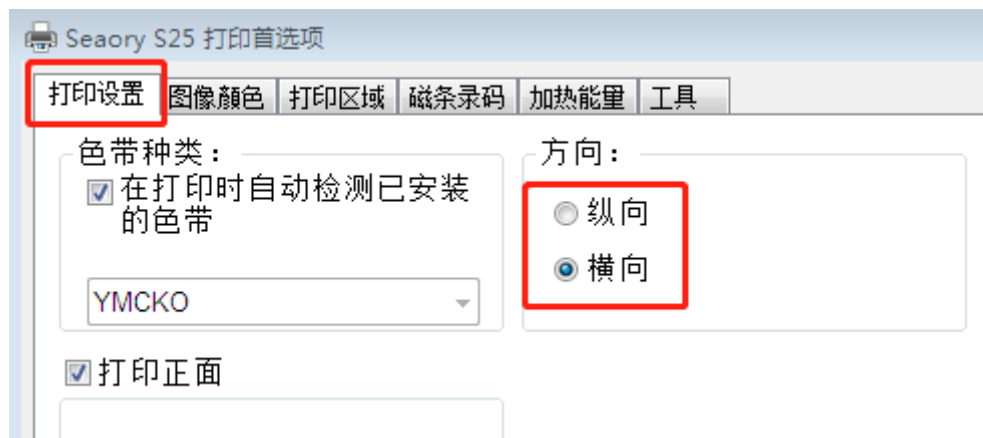 Seaory S25 打印首选项
打印设置 图像颜色 打印区域 磁条录码 加热能量 工具
色带种类：
在打印时自动检测已安装
的色带
YMCKO
方向：
纵向
横向
打印正面